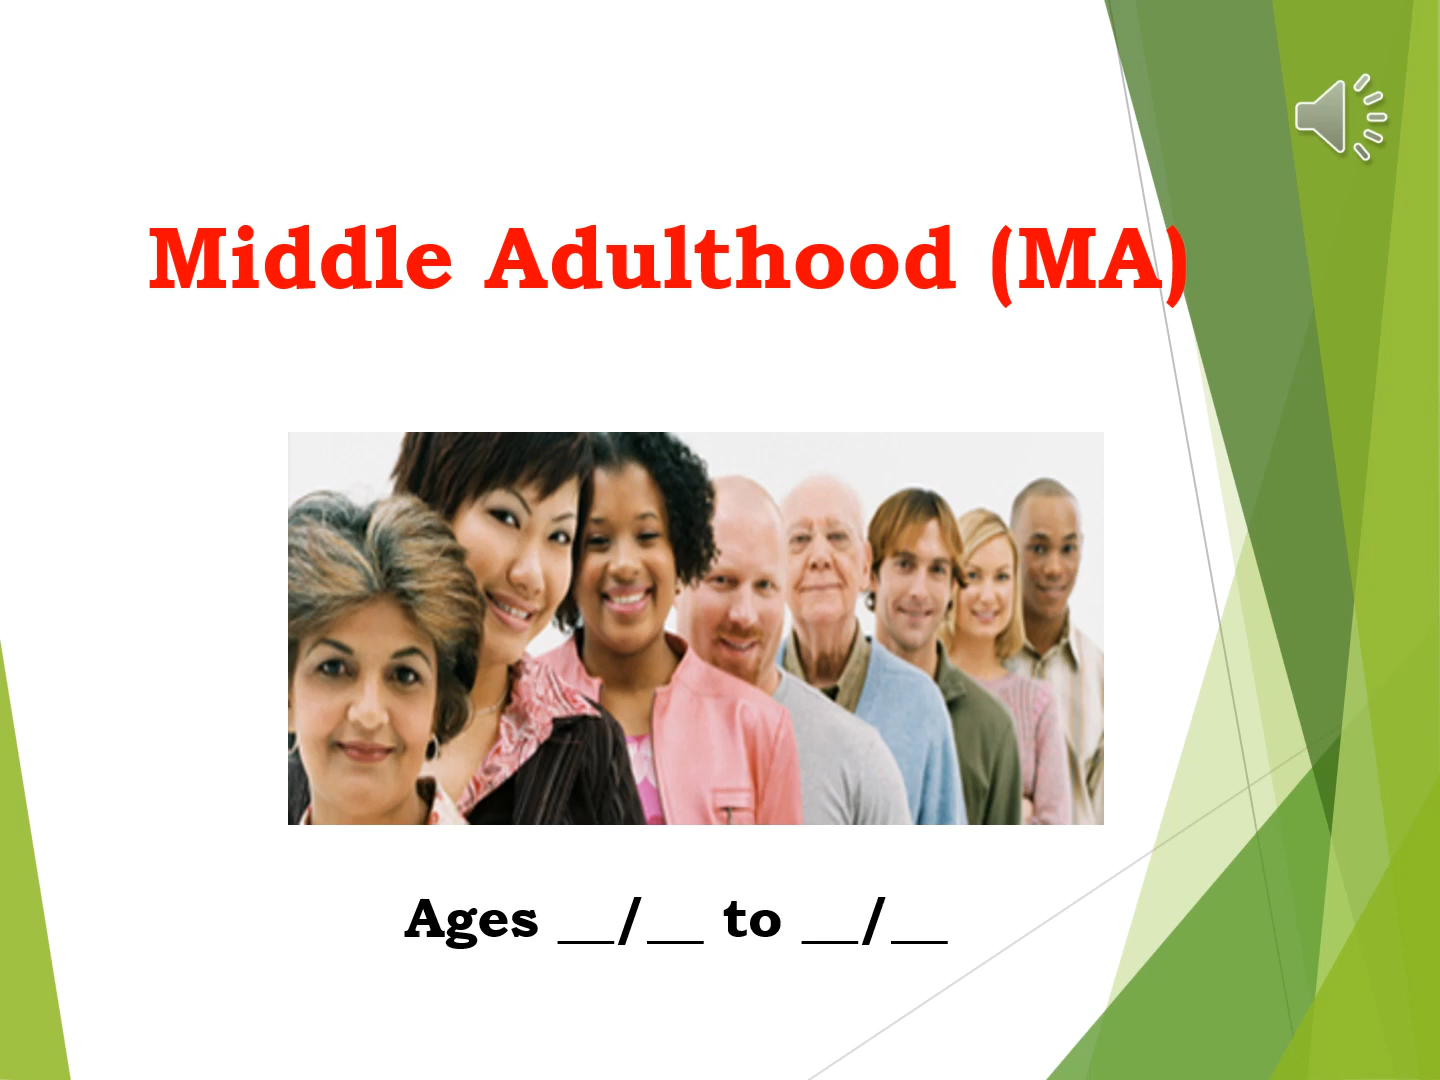 Middle Adulthood (MA)
Ages __/__ to __/__